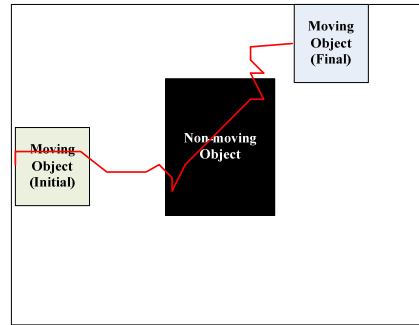 Moving
Object
(Final)
Non-moving
Object
Moving
Object
(Initial)